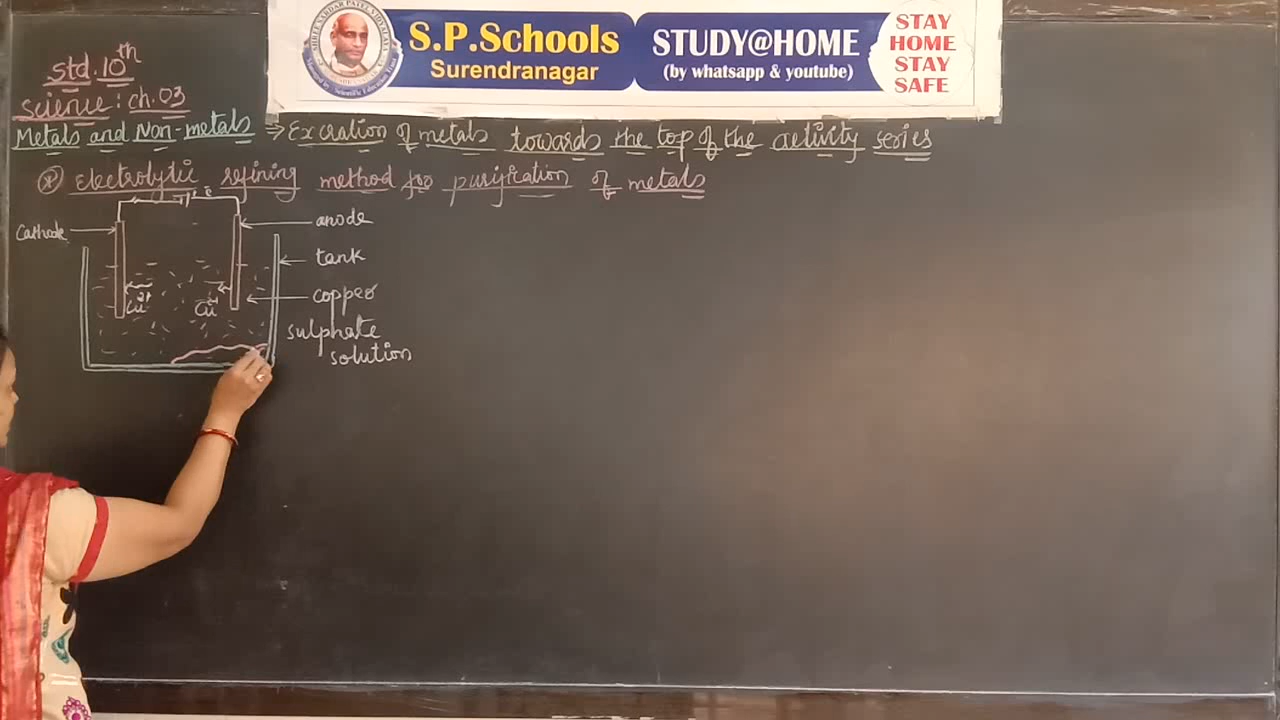 S.P.Schools
Surendranagar
STUDY@HOME
(by whatsapp & youtube)
STAY
HOME
STAY
SAFE
std. 10th
Science : ch. 03
Metals and Non-metals ⇒ Excration of metals towards the top of the activity series
* Electrolytic refining method for purification of metals
Cathode
anode
tank
copper
sulphate
solution
Cu2+
Cu2+